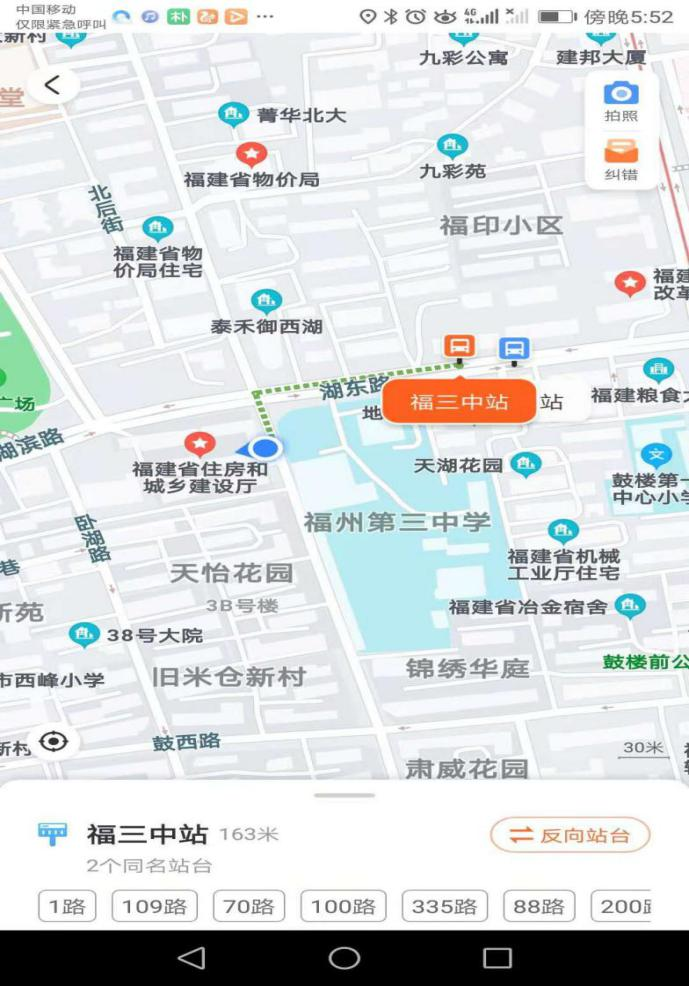 中国移动
仅限紧急呼叫
傍晚5:52
新村
九彩公寓
建邦大厦
堂
菁华北大
拍照
纠错
福建省物价局
九彩苑
北后街
福印小区
福建省物
价局住宅
福建
改革
泰禾御西湖
湖东路
福三中站
站
地
福建粮食大
广场
湖滨路
福建省住房和
城乡建设厅
天湖花园
鼓楼第一
中心小学
福州第三中学
卧湖路
福建省机械
工业厅住宅
巷
天怡花园
3B号楼
新苑
福建省冶金宿舍
38号大院
市西峰小学
旧米仓新村
锦绣华庭
鼓楼前公
新村
鼓西路
30米
肃威花园
福三中站 163米
反向站台
2个同名站台
1路 109路 70路 100路 335路 88路 200路